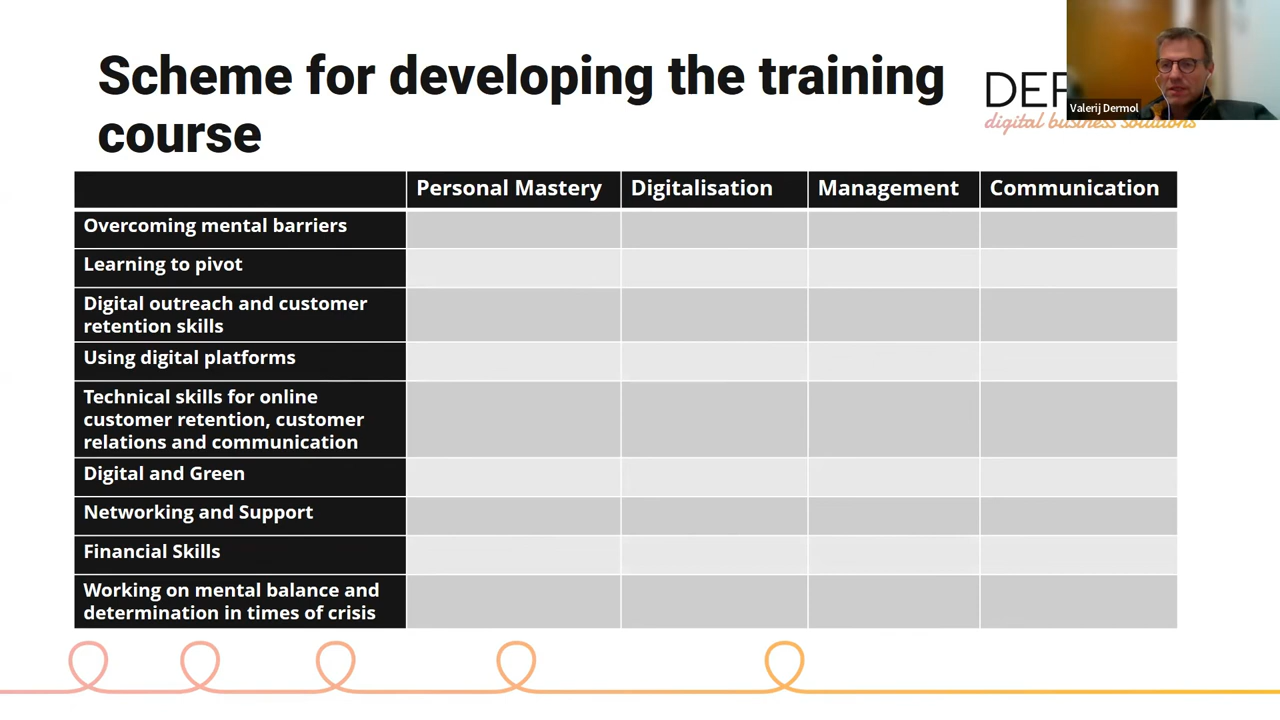 Scheme for developing the training
course
DEF
digital business solutions
Valerij Dermol
Personal Mastery Digitalisation Management Communication
Overcoming mental barriers
Learning to pivot
Digital outreach and customer
retention skills
Using digital platforms
Technical skills for online
customer retention, customer
relations and communication
Digital and Green
Networking and Support
Financial Skills
Working on mental balance and
determination in times of crisis